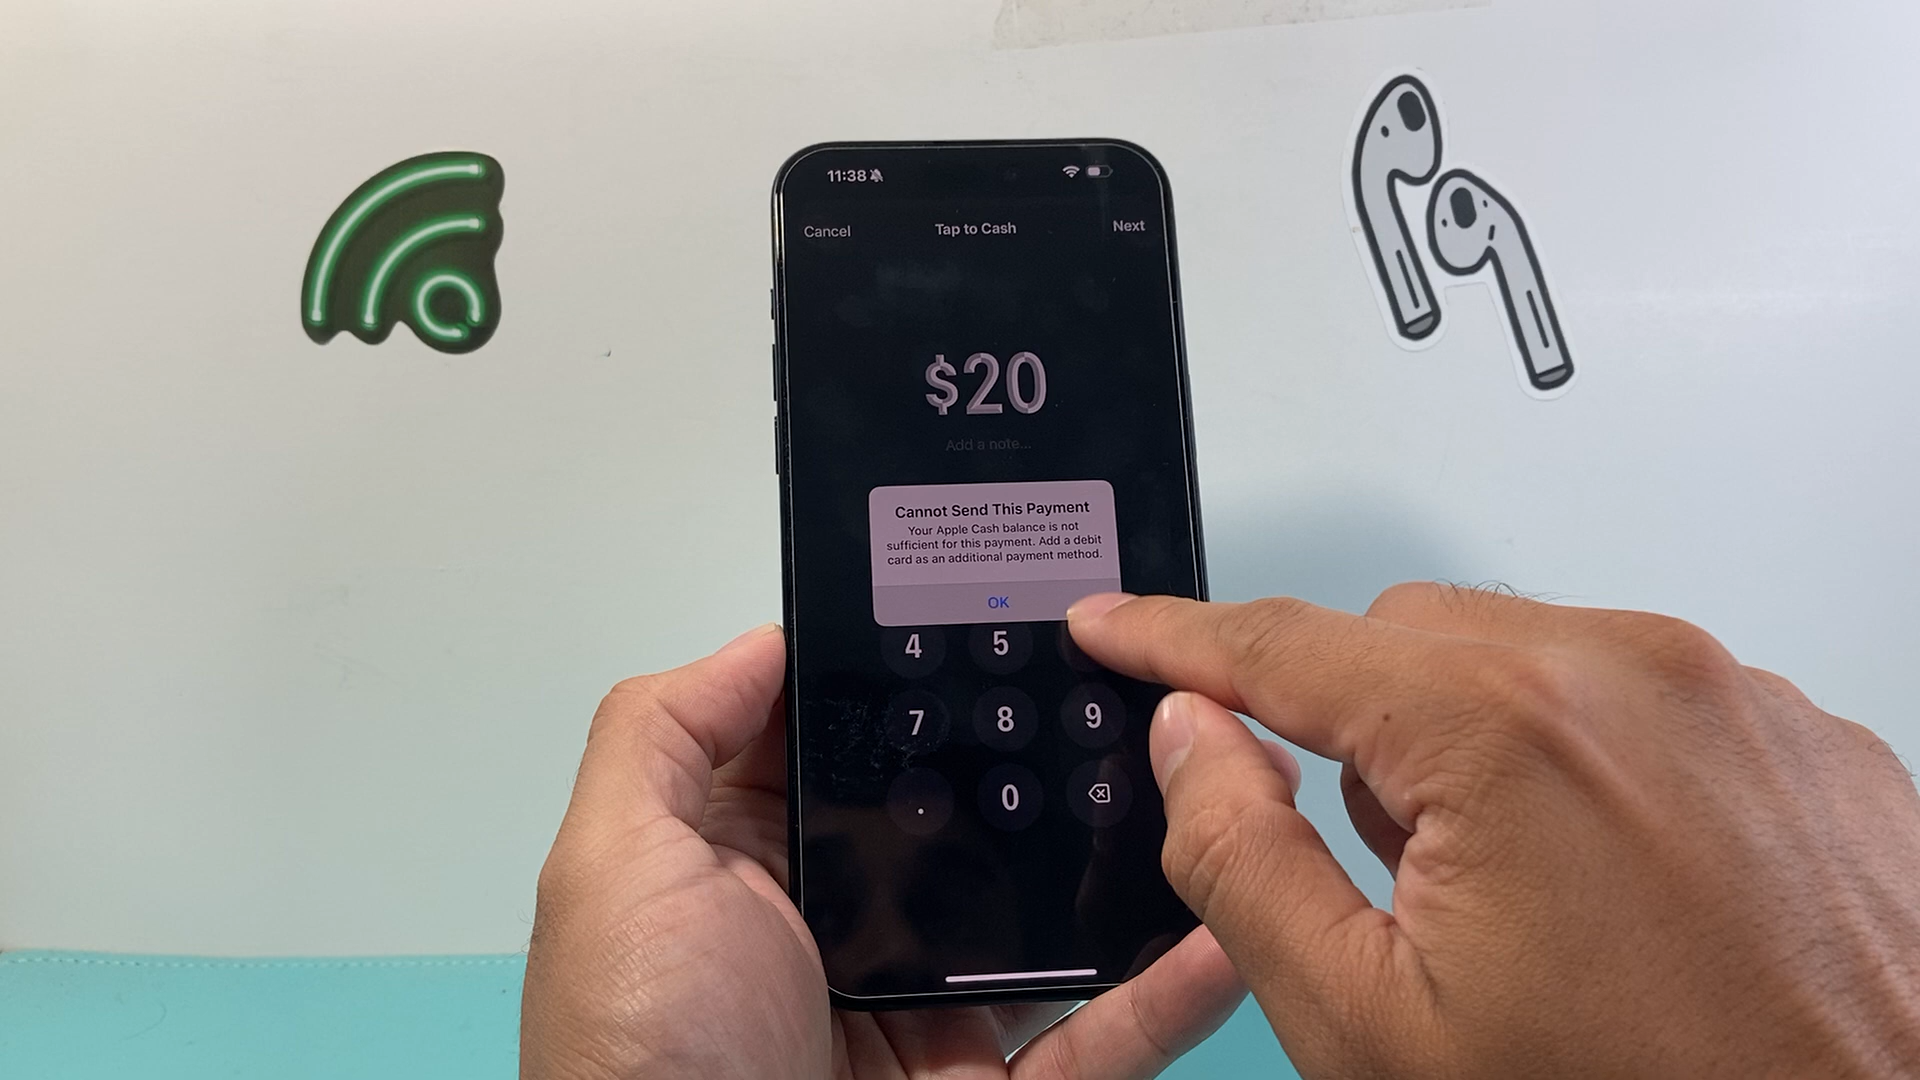 11:38
Cancel Tap to Cash Next
$20
Add a note...
Cannot Send This Payment
Your Apple Cash balance is not
sufficient for this payment. Add a debit
card as an additional payment method.
OK
4 5
7 8 9
. 0